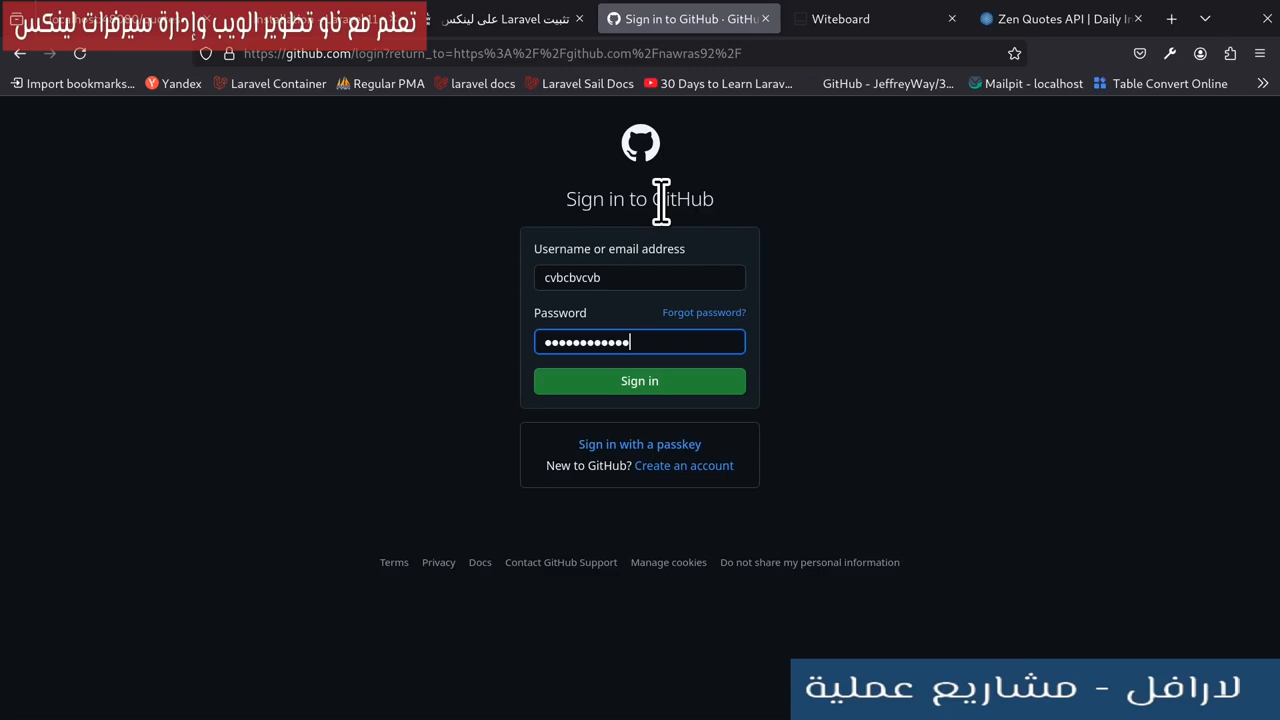 تعلم مع ذو تطوير الويب وإدارة سيرفرات لينكس
تثبيت Laravel على لينكس
Sign in to GitHub · GitHu
Witeboard
Zen Quotes API | Daily In
https://github.com/login?return_to=https%3A%2F%2Fgithub.com%2Fnawras92%2F
Import bookmarks...
Yandex
Laravel Container
Regular PMA
laravel docs
Laravel Sail Docs
30 Days to Learn Larav...
GitHub - JeffreyWay/3...
Mailpit - localhost
Table Convert Online
Sign in to GitHub
Username or email address
cvbcbvcvb
Password Forgot password?
Sign in
Sign in with a passkey
New to GitHub? Create an account
Terms Privacy Docs Contact GitHub Support Manage cookies Do not share my personal information
لارافل - مشاريع عملية